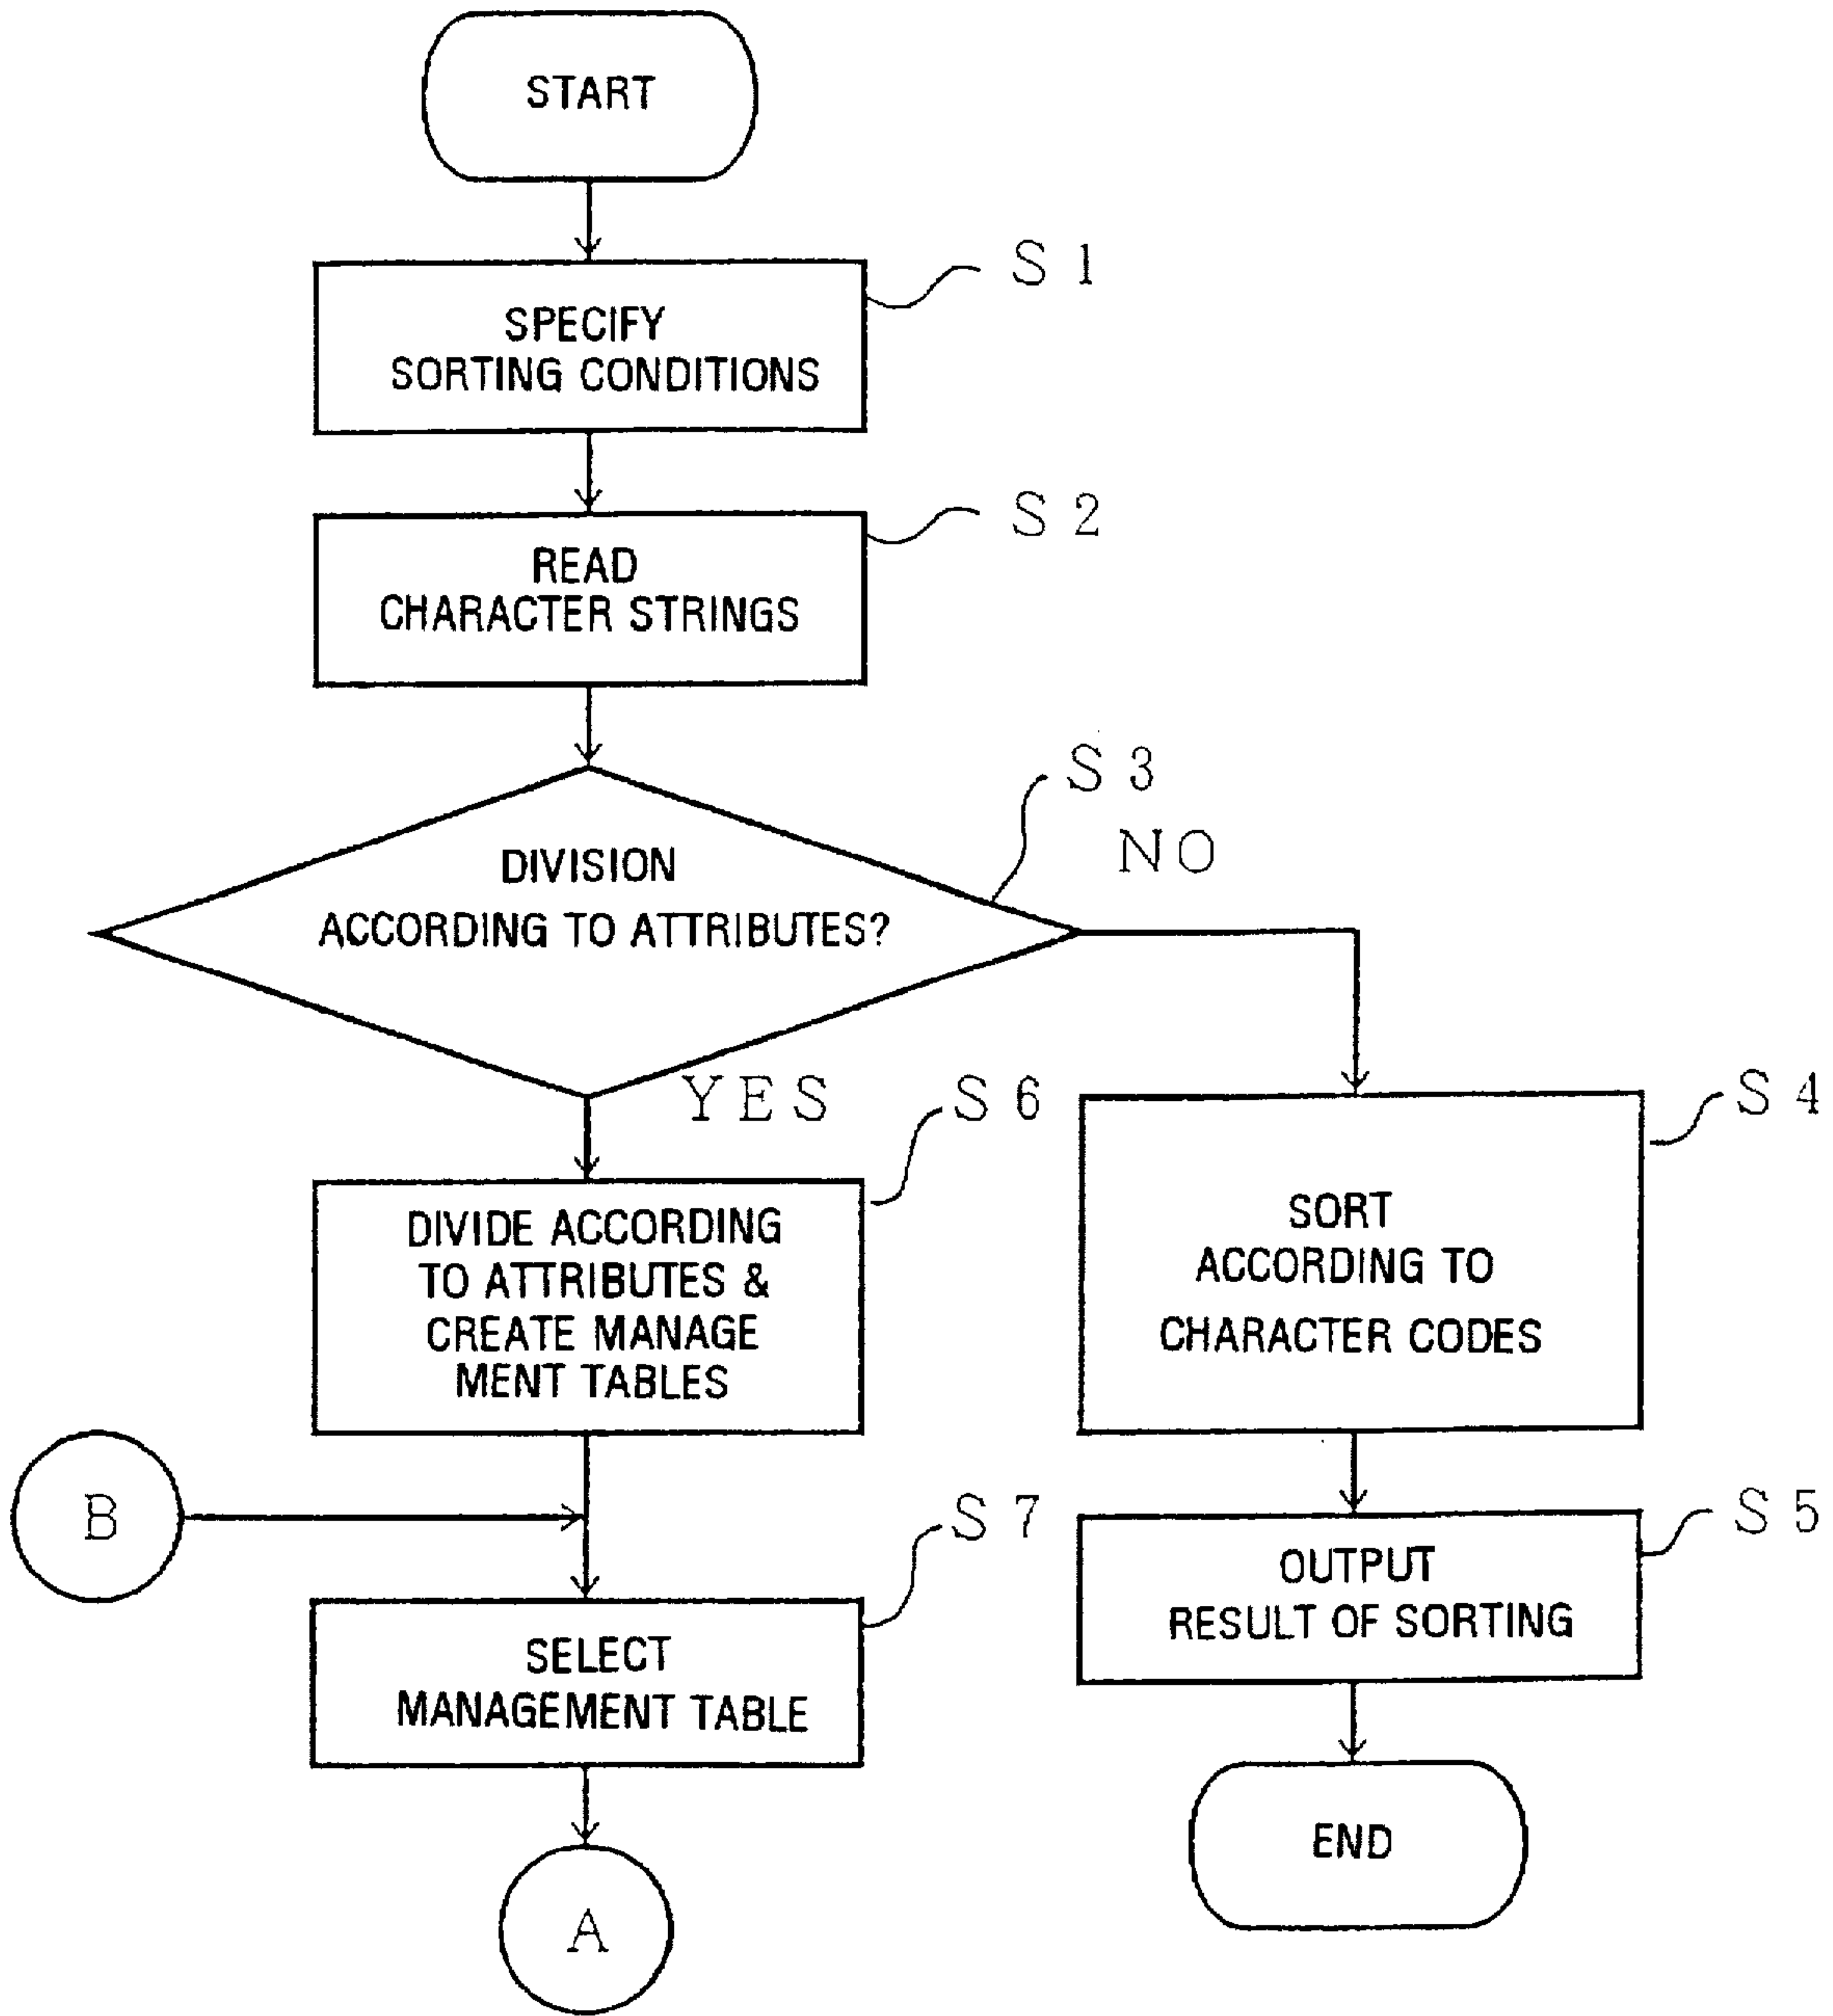 START
S 1
SPECIFY
SORTING CONDITIONS
S 2
READ
CHARACTER STRINGS
S 3
NO
DIVISION
ACCORDING TO ATTRIBUTES?
YES
S 6
DIVIDE ACCORDING
TO ATTRIBUTES &
CREATE MANAGE
MENT TABLES
S 4
SORT
ACCORDING TO
CHARACTER CODES
B
S 7
SELECT
MANAGEMENT TABLE
S 5
OUTPUT
RESULT OF SORTING
A
END